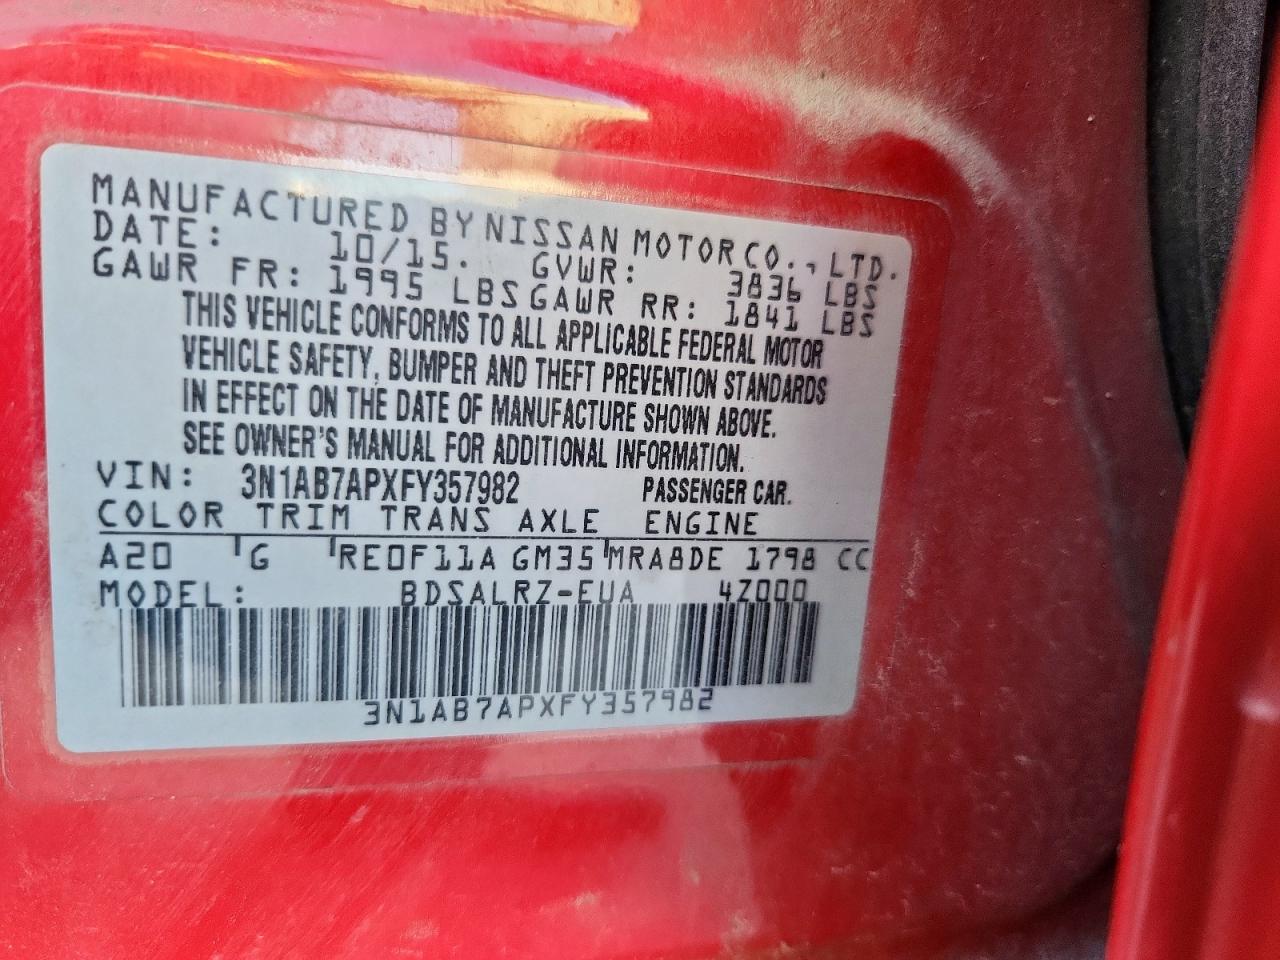 MANUFACTURED BY NISSAN MOTOR CO., LTD.
DATE: 10/15. GVWR: 3836 LBS
GAWR FR: 1995 LBS GAWR RR: 1841 LBS
THIS VEHICLE CONFORMS TO ALL APPLICABLE FEDERAL MOTOR
VEHICLE SAFETY, BUMPER AND THEFT PREVENTION STANDARDS
IN EFFECT ON THE DATE OF MANUFACTURE SHOWN ABOVE.
SEE OWNER'S MANUAL FOR ADDITIONAL INFORMATION.
VIN: 3N1AB7APXFY357982 PASSENGER CAR.
COLOR TRIM TRANS AXLE ENGINE
A20 G RE0F11A GM35 MRA8DE 1798 CC
MODEL: BDSALRZ-EUA 4Z000
3N1AB7APXFY357982